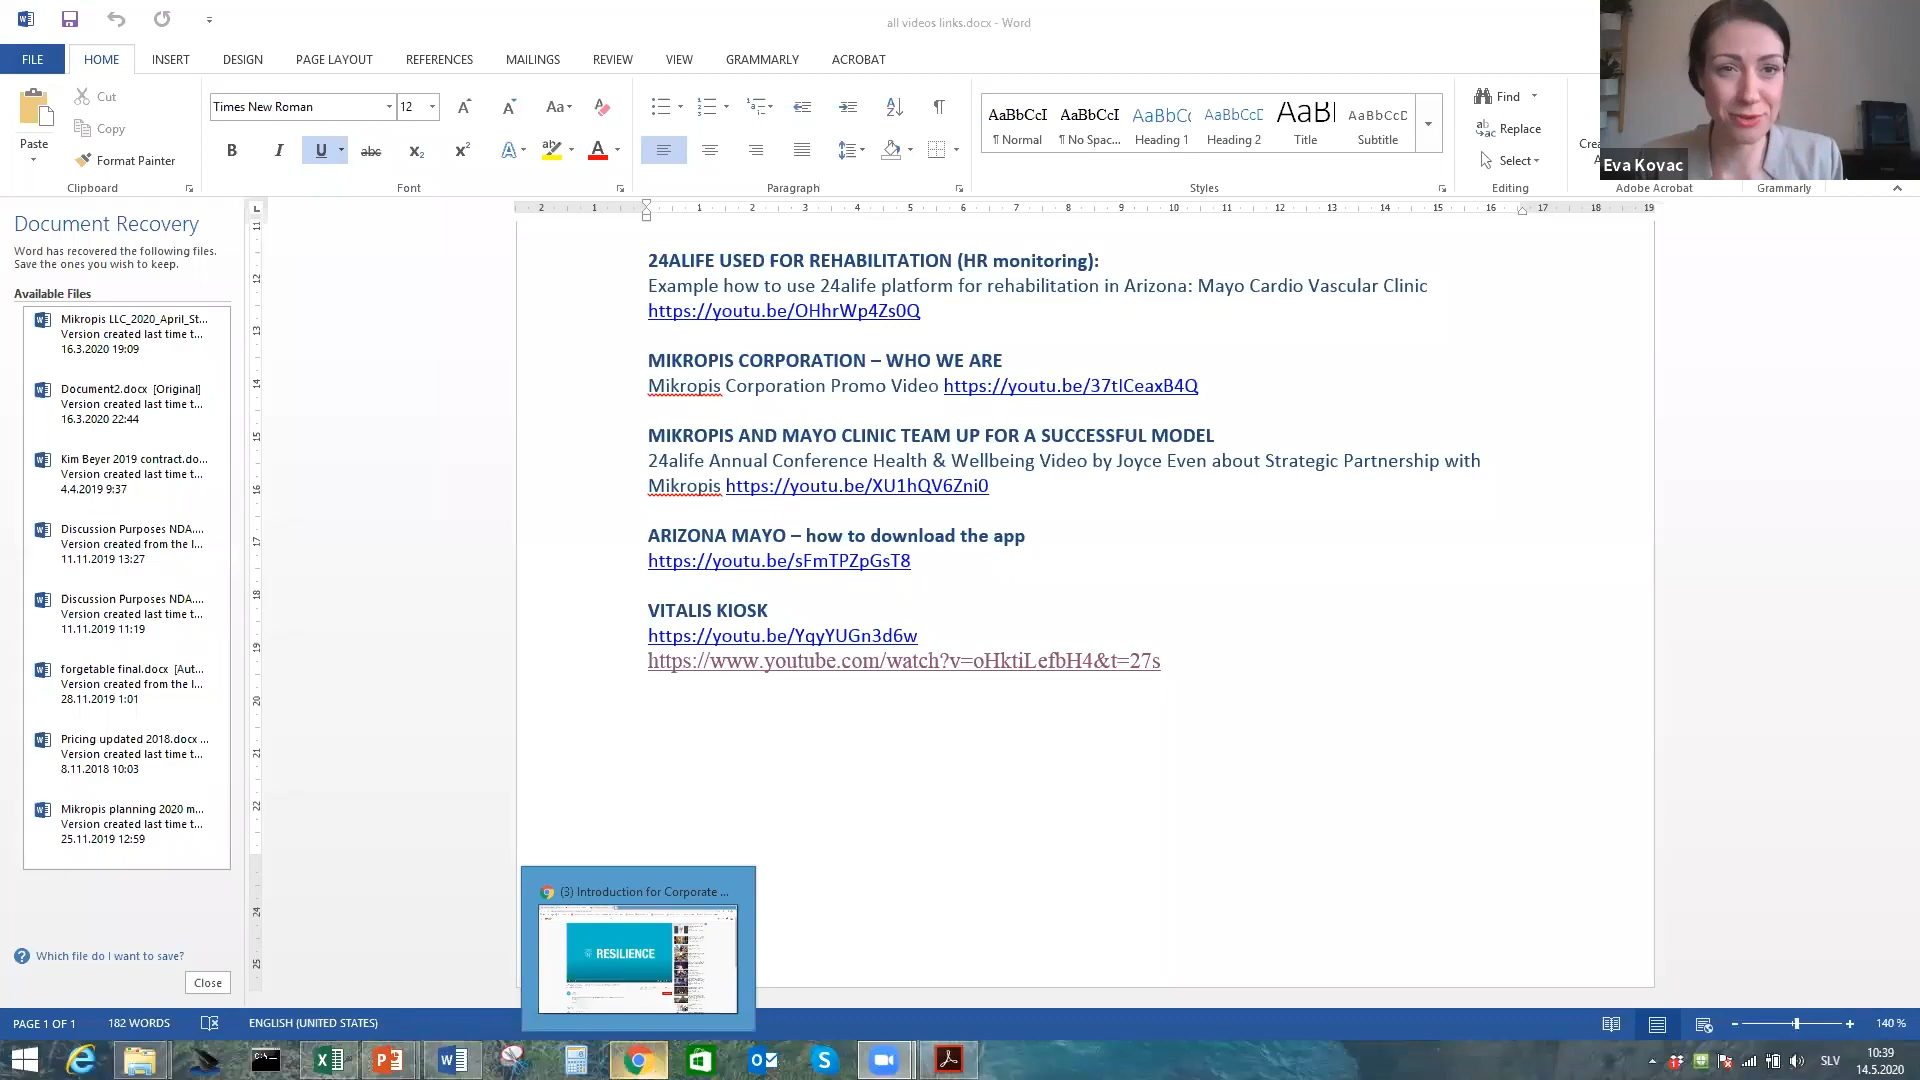 all videos links.docx - Word
FILE HOME INSERT DESIGN PAGE LAYOUT REFERENCES MAILINGS REVIEW VIEW GRAMMARLY ACROBAT
Paste
Cut
Copy
Format Painter
Clipboard
Times New Roman 12
Font
Paragraph
AaBbCcI AaBbCcI AaBbC AaBbCcC AaBI AaBbCcC
¶ Normal ¶ No Spac... Heading 1 Heading 2 Title Subtitle
Styles
Find
Replace
Select
Editing
Adobe Acrobat
Grammarly
Eva Kovac
Document Recovery
Word has recovered the following files.
Save the ones you wish to keep.
Available Files
Mikropis LLC_2020_April_St...
Version created last time t...
16.3.2020 19:09
Document2.docx [Original]
Version created last time t...
16.3.2020 22:44
Kim Beyer 2019 contract.do...
Version created last time t...
4.4.2019 9:37
Discussion Purposes NDA....
Version created from the l...
11.11.2019 13:27
Discussion Purposes NDA....
Version created last time t...
11.11.2019 11:19
forgetable final.docx [Aut...
Version created from the l...
28.11.2019 1:01
Pricing updated 2018.docx ...
Version created last time t...
8.11.2018 10:03
Mikropis planning 2020 m...
Version created last time t...
25.11.2019 12:59
Which file do I want to save?
Close
24ALIFE USED FOR REHABILITATION (HR monitoring):
Example how to use 24alife platform for rehabilitation in Arizona: Mayo Cardio Vascular Clinic
https://youtu.be/OHhrWp4Zs0Q
MIKROPIS CORPORATION – WHO WE ARE
Mikropis Corporation Promo Video https://youtu.be/37tICeaxB4Q
MIKROPIS AND MAYO CLINIC TEAM UP FOR A SUCCESSFUL MODEL
24alife Annual Conference Health & Wellbeing Video by Joyce Even about Strategic Partnership with
Mikropis https://youtu.be/XU1hQV6Zni0
ARIZONA MAYO – how to download the app
https://youtu.be/sFmTPZpGsT8
VITALIS KIOSK
https://youtu.be/YqyYUGn3d6w
https://www.youtube.com/watch?v=oHktiLefbH4&t=27s
(3) Introduction for Corporate ...
RESILIENCE
PAGE 1 OF 1 182 WORDS ENGLISH (UNITED STATES) 140 %
SLV
10:39
14.5.2020